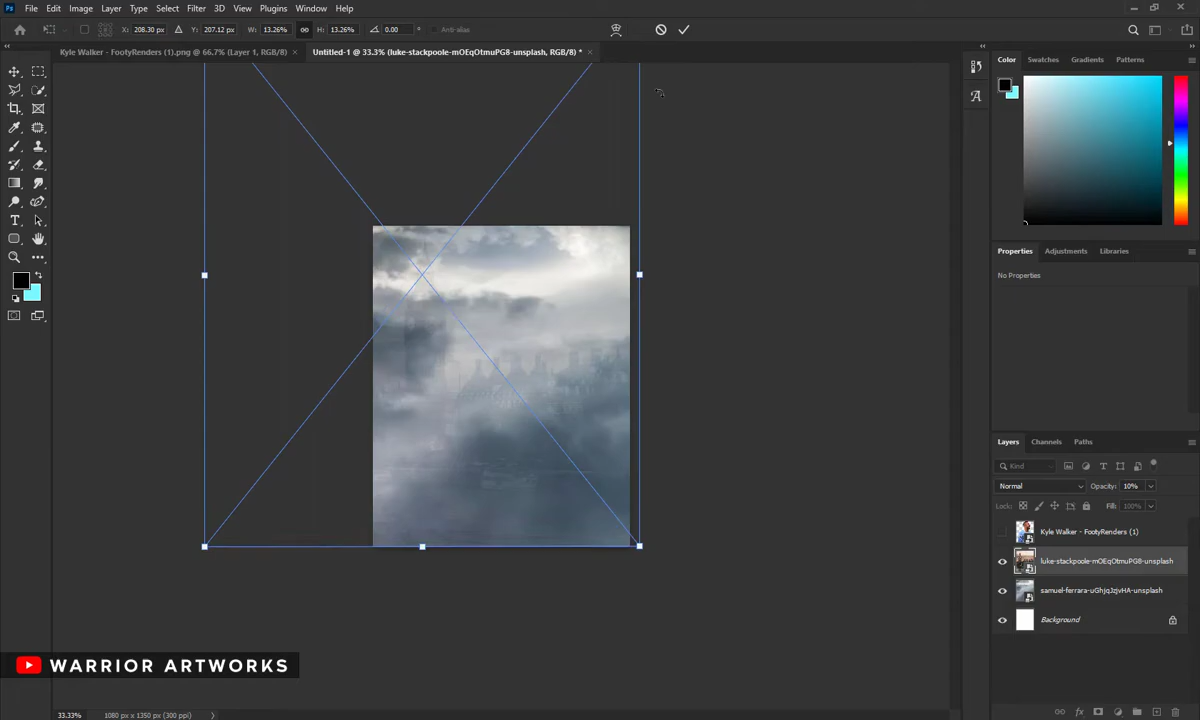 Ps File Edit Image Layer Type Select Filter 3D View Plugins Window Help
X: 208.30 px Y: 207.12 px W: 13.26% H: 13.26% 0.00 Anti-alias
Kyle Walker - FootyRenders (1).png @ 66.7% (Layer 1, RGB/8) × Untitled-1 @ 33.3% (luke-stackpoole-mOEqOtmuPG8-unsplash, RGB/8) * ×
Color Swatches Gradients Patterns
Properties Adjustments Libraries
No Properties
Layers Channels Paths
Kind
Normal Opacity: 10%
Lock: Fill: 100%
Kyle Walker - FootyRenders (1)
luke-stackpoole-mOEqOtmuPG8-unsplash
samuel-ferrara-uGhjqJzjvHA-unsplash
Background
WARRIOR ARTWORKS
33.33% 1080 px x 1350 px (300 ppi)